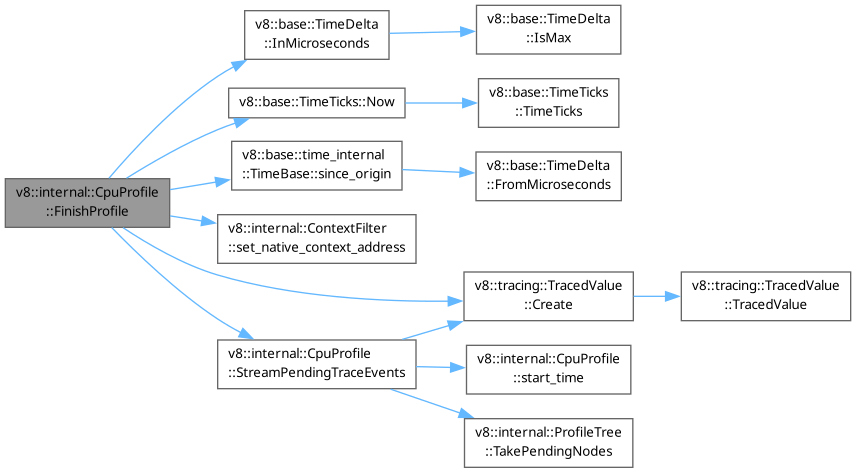 v8::internal::CpuProfile
::FinishProfile
v8::base::TimeDelta
::InMicroseconds
v8::base::TimeDelta
::IsMax
v8::base::TimeTicks::Now
v8::base::TimeTicks
::TimeTicks
v8::base::time_internal
::TimeBase::since_origin
v8::base::TimeDelta
::FromMicroseconds
v8::internal::ContextFilter
::set_native_context_address
v8::internal::CpuProfile
::StreamPendingTraceEvents
v8::tracing::TracedValue
::Create
v8::tracing::TracedValue
::TracedValue
v8::internal::CpuProfile
::start_time
v8::internal::ProfileTree
::TakePendingNodes